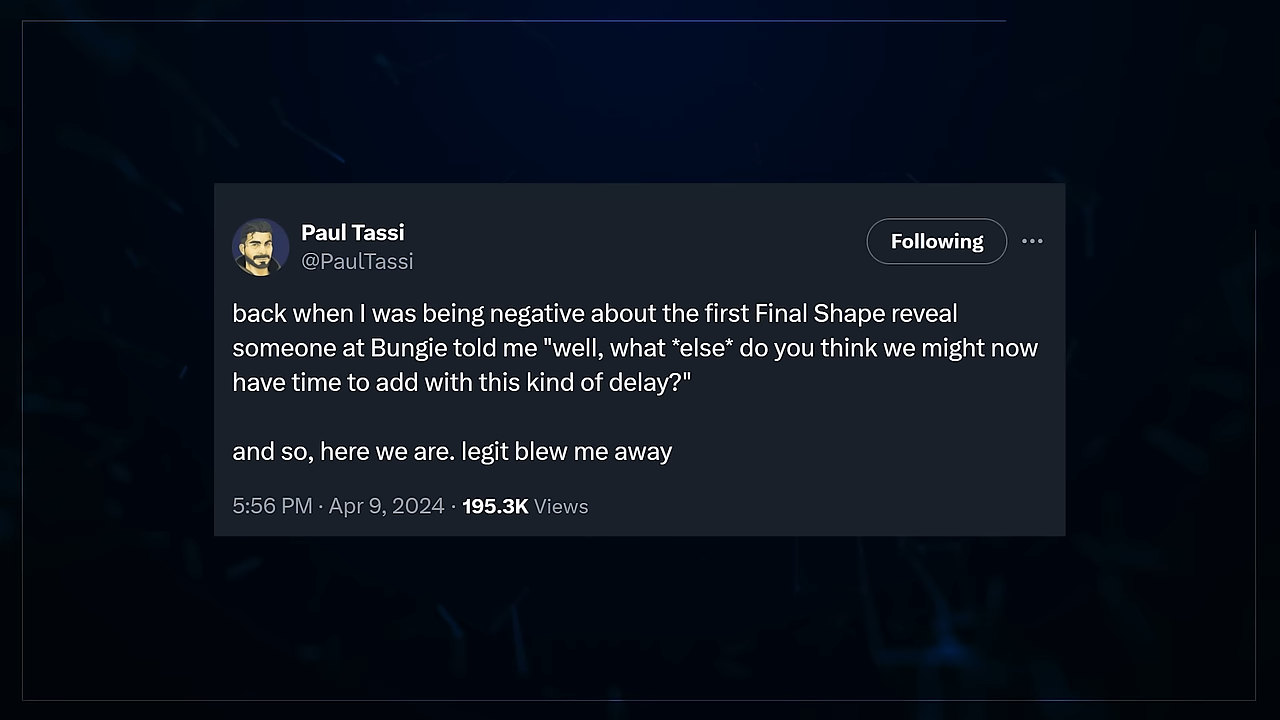 Paul Tassi
@PaulTassi
Following
back when I was being negative about the first Final Shape reveal
someone at Bungie told me "well, what *else* do you think we might now
have time to add with this kind of delay?"
and so, here we are. legit blew me away
5:56 PM · Apr 9, 2024 · 195.3K Views